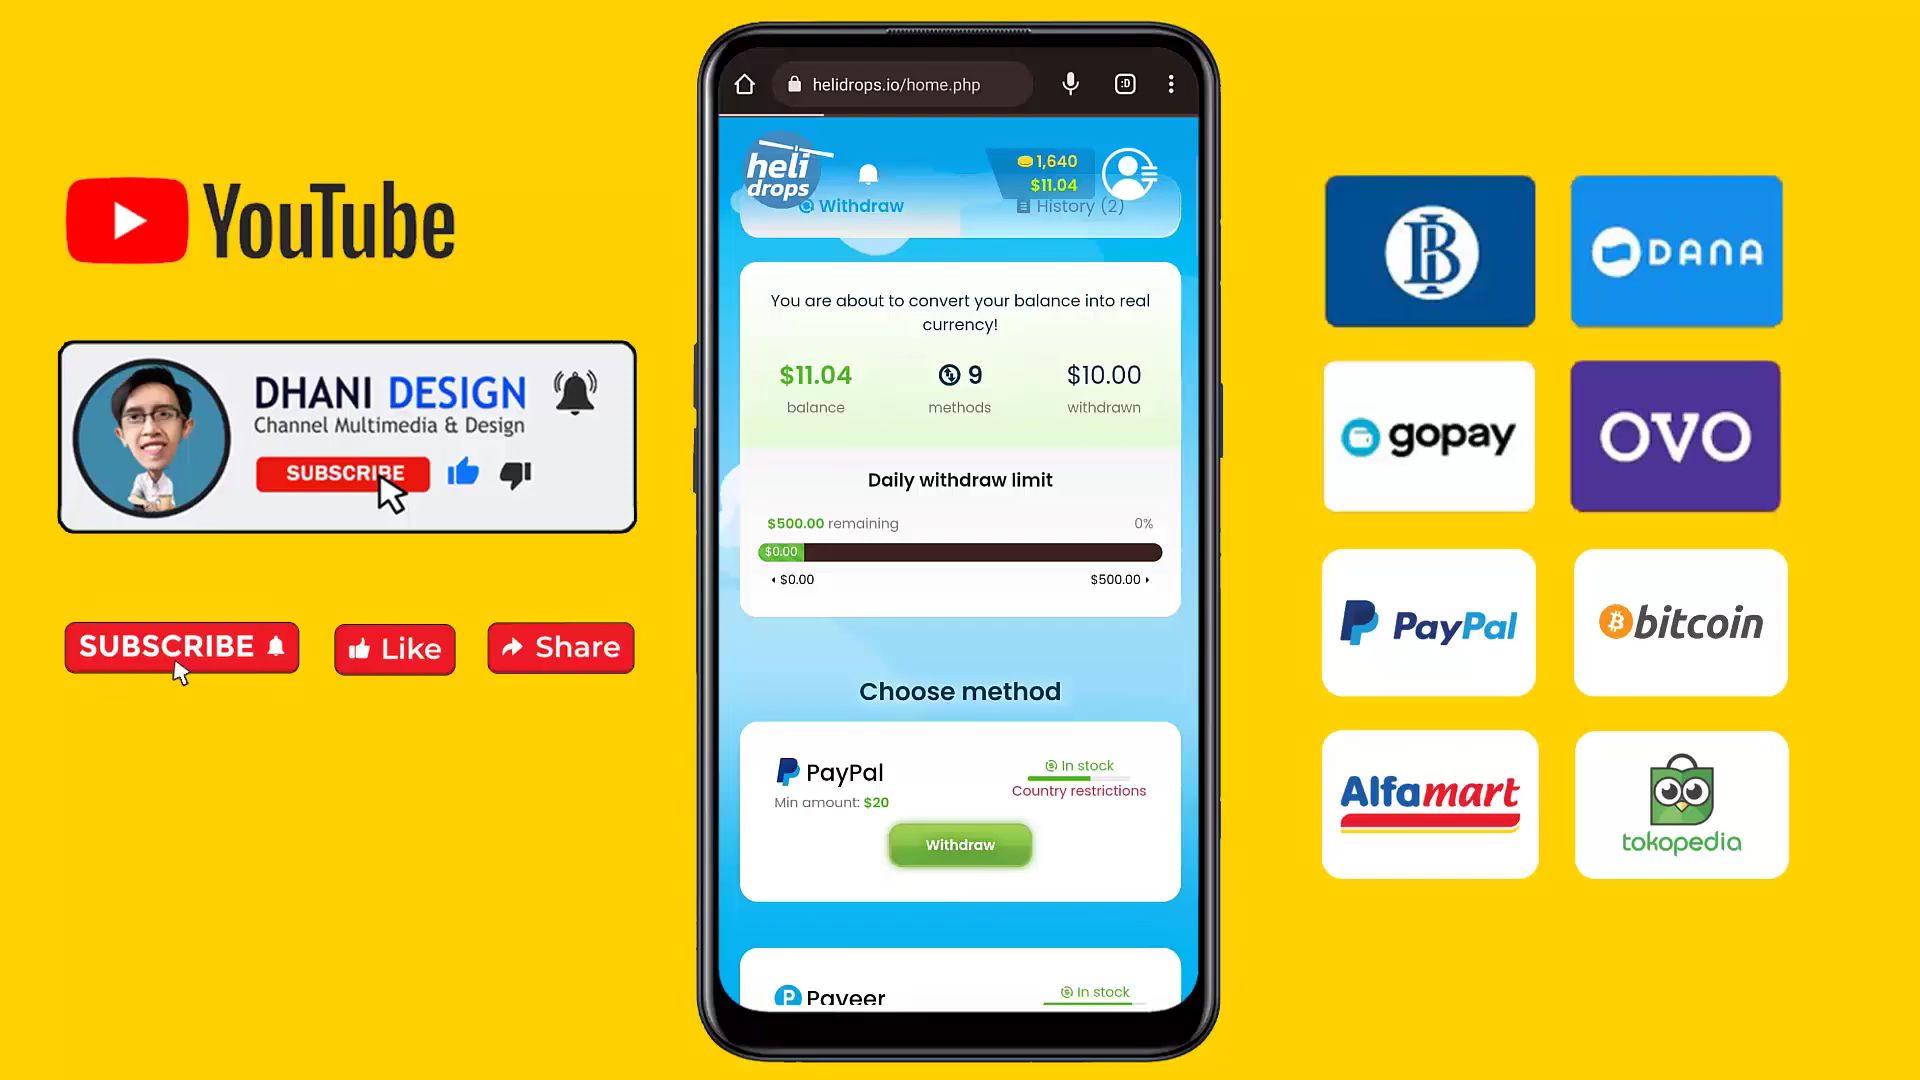 YouTube
DHANI DESIGN
Channel Multimedia & Design
SUBSCRIBE
SUBSCRIBE
Like
Share
helidrops.io/home.php
:D
heli
drops
1,640
$11.04
Withdraw
History (2)
You are about to convert your balance into real
currency!
$11.04
9
$10.00
balance
methods
withdrawn
Daily withdraw limit
$500.00 remaining
0%
$0.00
$0.00
$500.00
Choose method
PayPal
In stock
Min amount: $20
Country restrictions
Withdraw
Payeer
In stock
DANA
gopay
OVO
PayPal
bitcoin
Alfamart
tokopedia